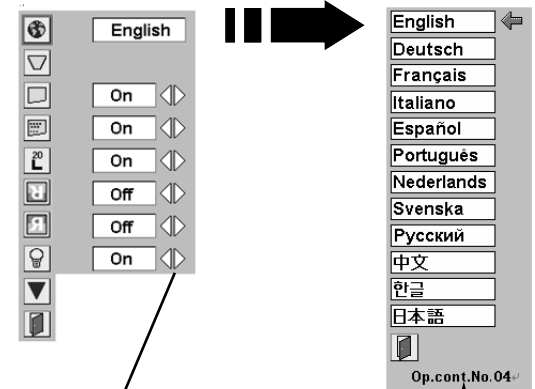 English
On
On
20
L
On
R
Off
R
Off
On
English
Deutsch
Français
Italiano
Español
Português
Nederlands
Svenska
Русский
中文
한글
日本語
Op.cont.No.04